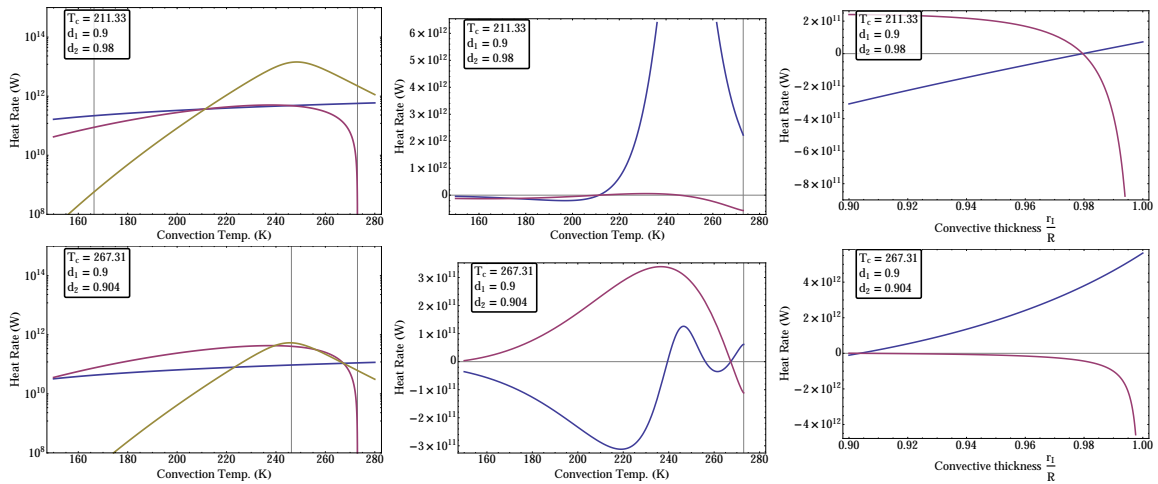 Heat Rate (W)
10¹⁴
10¹²
10¹⁰
10⁸
T_c = 211.33
d₁ = 0.9
d₂ = 0.98
160 180 200 220 240 260 280
Convection Temp. (K)
Heat Rate (W)
6×10¹²
5×10¹²
4×10¹²
3×10¹²
2×10¹²
1×10¹²
0
T_c = 211.33
d₁ = 0.9
d₂ = 0.98
160 180 200 220 240 260 280
Convection Temp. (K)
Heat Rate (W)
2×10¹¹
0
−2×10¹¹
−4×10¹¹
−6×10¹¹
−8×10¹¹
T_c = 211.33
d₁ = 0.9
d₂ = 0.98
0.90 0.92 0.94 0.96 0.98 1.00
Convective thickness r_I/R
Heat Rate (W)
10¹⁴
10¹²
10¹⁰
10⁸
T_c = 267.31
d₁ = 0.9
d₂ = 0.904
160 180 200 220 240 260 280
Convection Temp. (K)
Heat Rate (W)
3×10¹¹
2×10¹¹
1×10¹¹
0
−1×10¹¹
−2×10¹¹
−3×10¹¹
T_c = 267.31
d₁ = 0.9
d₂ = 0.904
160 180 200 220 240 260 280
Convection Temp. (K)
Heat Rate (W)
4×10¹²
2×10¹²
0
−2×10¹²
−4×10¹²
T_c = 267.31
d₁ = 0.9
d₂ = 0.904
0.90 0.92 0.94 0.96 0.98 1.00
Convective thickness r_I/R